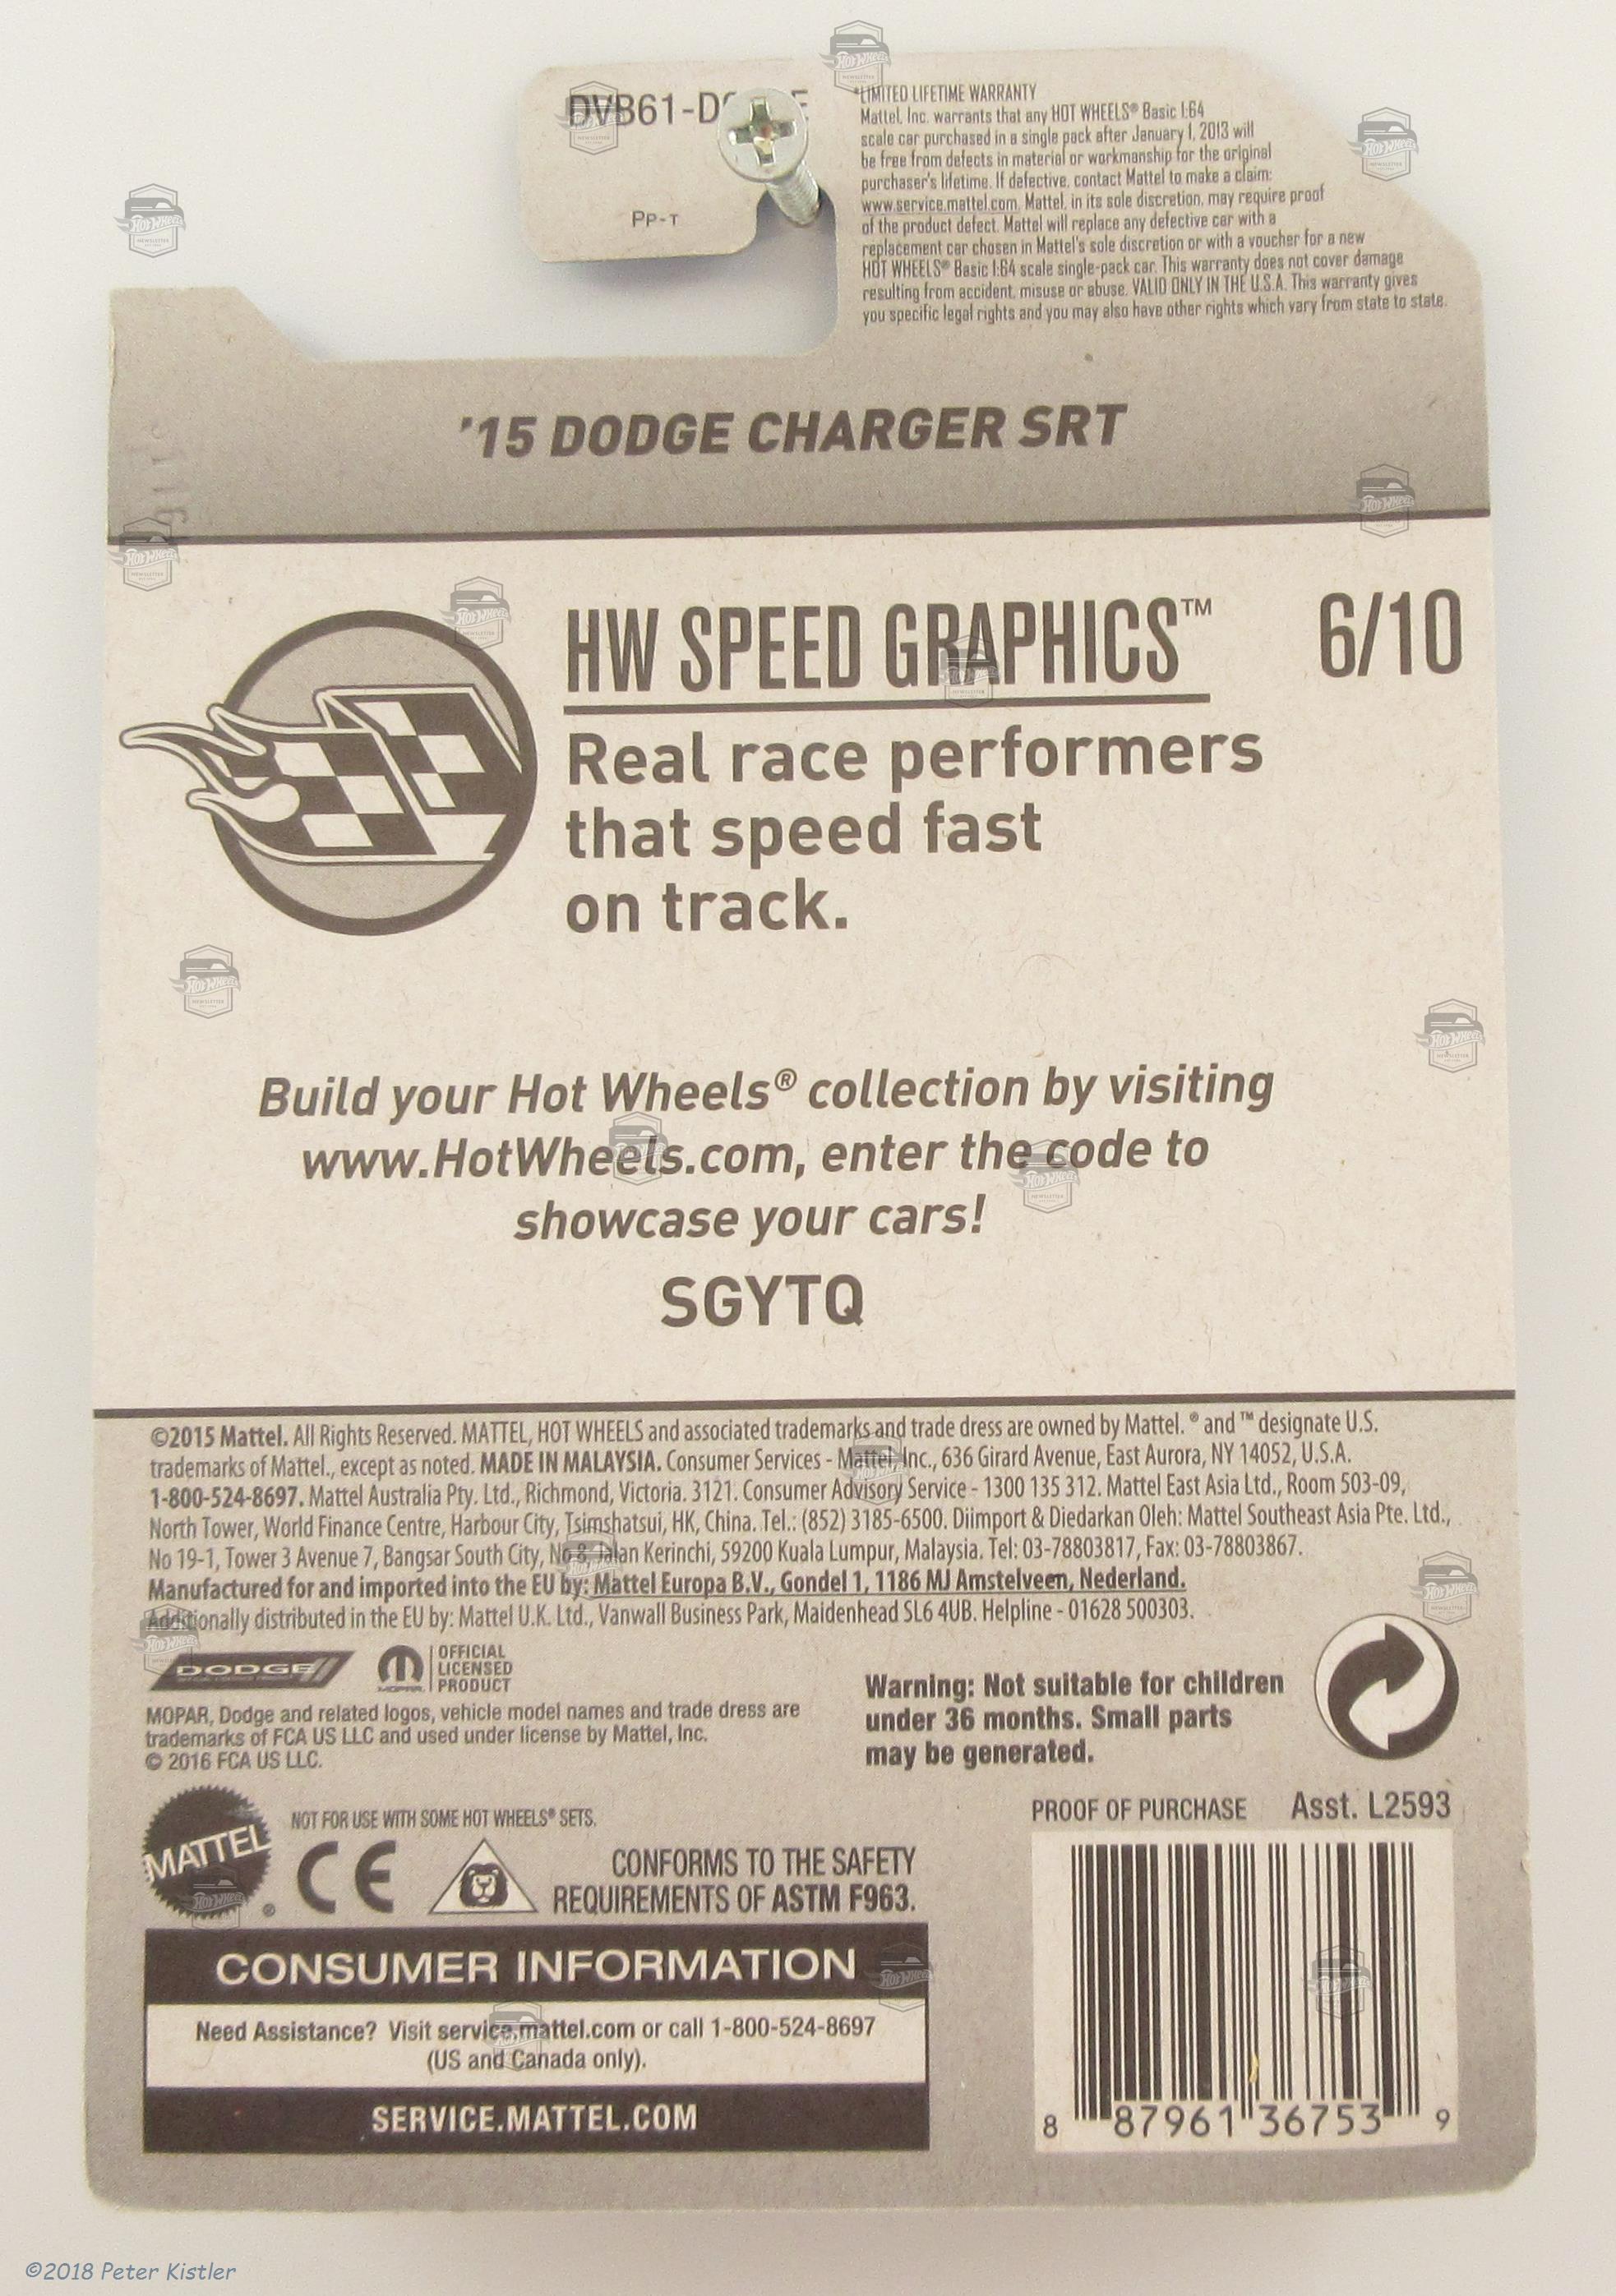 DVB61-D
Pp-T
*LIMITED LIFETIME WARRANTY
Mattel, Inc. warrants that any HOT WHEELS® Basic 1:64
scale car purchased in a single pack after January 1, 2013 will
be free from defects in material or workmanship for the original
purchaser's lifetime. If defective, contact Mattel to make a claim:
www.service.mattel.com. Mattel, in its sole discretion, may require proof
of the product defect. Mattel will replace any defective car with a
replacement car chosen in Mattel's sole discretion or with a voucher for a new
HOT WHEELS® Basic 1:64 scale single-pack car. This warranty does not cover damage
resulting from accident, misuse or abuse. VALID ONLY IN THE U.S.A. This warranty gives
you specific legal rights and you may also have other rights which vary from state to state.
'15 DODGE CHARGER SRT
HW SPEED GRAPHICS™ 6/10
Real race performers
that speed fast
on track.
Build your Hot Wheels® collection by visiting
www.HotWheels.com, enter the code to
showcase your cars!
SGYTQ
©2015 Mattel. All Rights Reserved. MATTEL, HOT WHEELS and associated trademarks and trade dress are owned by Mattel. ® and ™ designate U.S.
trademarks of Mattel., except as noted. MADE IN MALAYSIA. Consumer Services - Mattel, Inc., 636 Girard Avenue, East Aurora, NY 14052, U.S.A.
1-800-524-8697. Mattel Australia Pty. Ltd., Richmond, Victoria. 3121. Consumer Advisory Service - 1300 135 312. Mattel East Asia Ltd., Room 503-09,
North Tower, World Finance Centre, Harbour City, Tsimshatsui, HK, China. Tel.: (852) 3185-6500. Diimport & Diedarkan Oleh: Mattel Southeast Asia Pte. Ltd.,
No 19-1, Tower 3 Avenue 7, Bangsar South City, No 8 Jalan Kerinchi, 59200 Kuala Lumpur, Malaysia. Tel: 03-78803817, Fax: 03-78803867.
Manufactured for and imported into the EU by: Mattel Europa B.V., Gondel 1, 1186 MJ Amstelveen, Nederland.
Additionally distributed in the EU by: Mattel U.K. Ltd., Vanwall Business Park, Maidenhead SL6 4UB. Helpline - 01628 500303.
DODGE
MOPAR
OFFICIAL
LICENSED
PRODUCT
MOPAR, Dodge and related logos, vehicle model names and trade dress are
trademarks of FCA US LLC and used under license by Mattel, Inc.
© 2016 FCA US LLC.
Warning: Not suitable for children
under 36 months. Small parts
may be generated.
MATTEL®
NOT FOR USE WITH SOME HOT WHEELS® SETS.
CE
CONFORMS TO THE SAFETY
REQUIREMENTS OF ASTM F963.
PROOF OF PURCHASE Asst. L2593
CONSUMER INFORMATION
Need Assistance? Visit service.mattel.com or call 1-800-524-8697
(US and Canada only).
SERVICE.MATTEL.COM
8 87961 36753 9
©2018 Peter Kistler